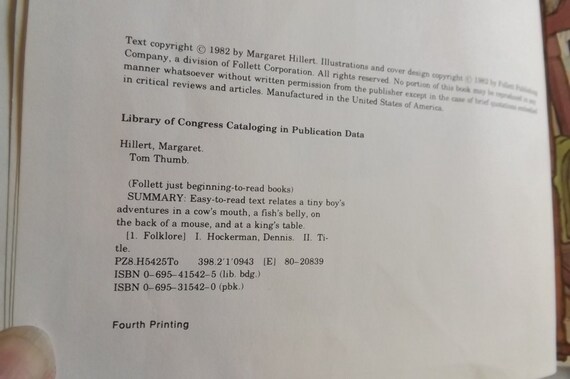 Text copyright © 1982 by Margaret Hillert. Illustrations and cover design copyright © 1982 by Follett Publishing
Company, a division of Follett Corporation. All rights reserved. No portion of this book may be reproduced in any
manner whatsoever without written permission from the publisher except in the case of brief quotations embodied
in critical reviews and articles. Manufactured in the United States of America.
Library of Congress Cataloging in Publication Data
Hillert, Margaret.
Tom Thumb.
(Follett just beginning-to-read books)
SUMMARY: Easy-to-read text relates a tiny boy's
adventures in a cow's mouth, a fish's belly, on
the back of a mouse, and at a king's table.
[1. Folklore] I. Hockerman, Dennis. II. Ti-
tle.
PZ8.H5425To 398.2'1'0943 [E] 80-20839
ISBN 0-695-41542-5 (lib. bdg.)
ISBN 0-695-31542-0 (pbk.)
Fourth Printing